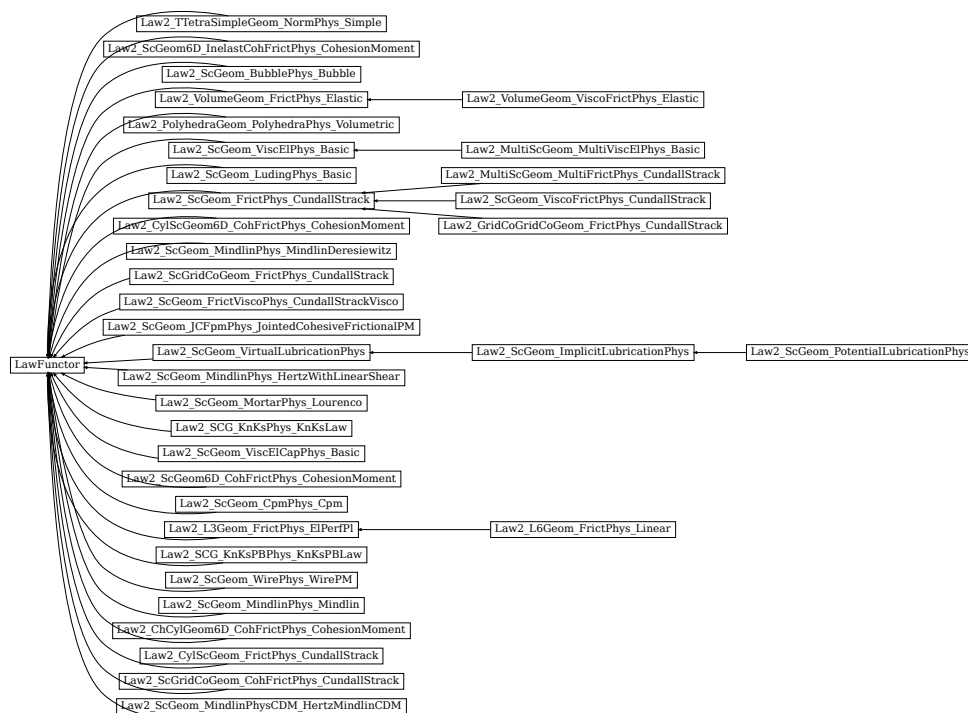 Law2_TTetraSimpleGeom_NormPhys_Simple
Law2_ScGeom6D_InelastCohFrictPhys_CohesionMoment
Law2_ScGeom_BubblePhys_Bubble
Law2_VolumeGeom_FrictPhys_Elastic
Law2_VolumeGeom_ViscoFrictPhys_Elastic
Law2_PolyhedraGeom_PolyhedraPhys_Volumetric
Law2_ScGeom_ViscElPhys_Basic
Law2_MultiScGeom_MultiViscElPhys_Basic
Law2_ScGeom_LudingPhys_Basic
Law2_MultiScGeom_MultiFrictPhys_CundallStrack
Law2_ScGeom_FrictPhys_CundallStrack
Law2_ScGeom_ViscoFrictPhys_CundallStrack
Law2_CylScGeom6D_CohFrictPhys_CohesionMoment
Law2_GridCoGridCoGeom_FrictPhys_CundallStrack
Law2_ScGeom_MindlinPhys_MindlinDeresiewitz
Law2_ScGridCoGeom_FrictPhys_CundallStrack
Law2_ScGeom_FrictViscoPhys_CundallStrackVisco
Law2_ScGeom_JCFpmPhys_JointedCohesiveFrictionalPM
Law2_ScGeom_VirtualLubricationPhys
Law2_ScGeom_ImplicitLubricationPhys
Law2_ScGeom_PotentialLubricationPhys
LawFunctor
Law2_ScGeom_MindlinPhys_HertzWithLinearShear
Law2_ScGeom_MortarPhys_Lourenco
Law2_SCG_KnKsPhys_KnKsLaw
Law2_ScGeom_ViscElCapPhys_Basic
Law2_ScGeom6D_CohFrictPhys_CohesionMoment
Law2_ScGeom_CpmPhys_Cpm
Law2_L3Geom_FrictPhys_ElPerfPl
Law2_L6Geom_FrictPhys_Linear
Law2_SCG_KnKsPBPhys_KnKsPBLaw
Law2_ScGeom_WirePhys_WirePM
Law2_ScGeom_MindlinPhys_Mindlin
Law2_ChCylGeom6D_CohFrictPhys_CohesionMoment
Law2_CylScGeom_FrictPhys_CundallStrack
Law2_ScGridCoGeom_CohFrictPhys_CundallStrack
Law2_ScGeom_MindlinPhysCDM_HertzMindlinCDM